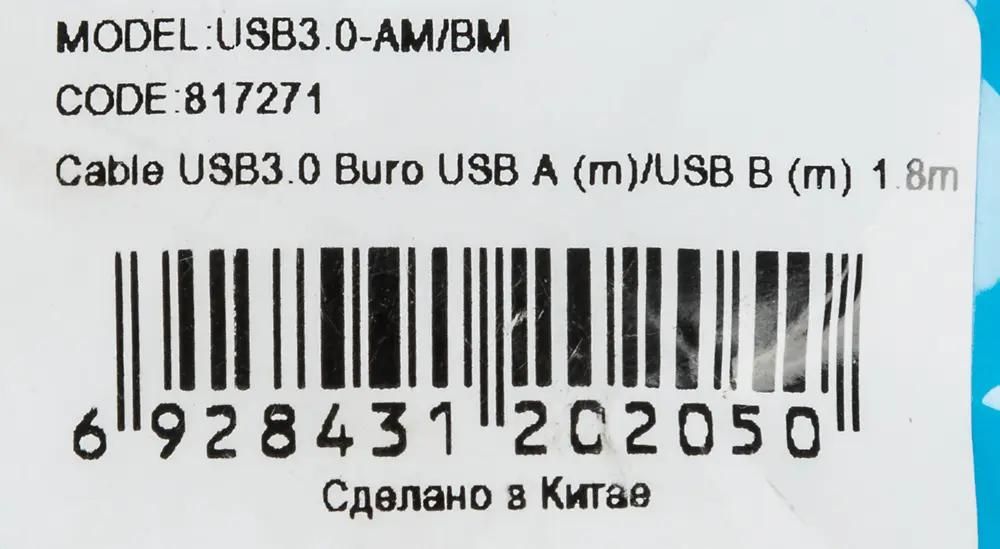 MODEL:USB3.0-AM/BM
CODE:817271
Cable USB3.0 Buro USB A (m)/USB B (m) 1.8m
6 928431 202050
Сделано в Китае